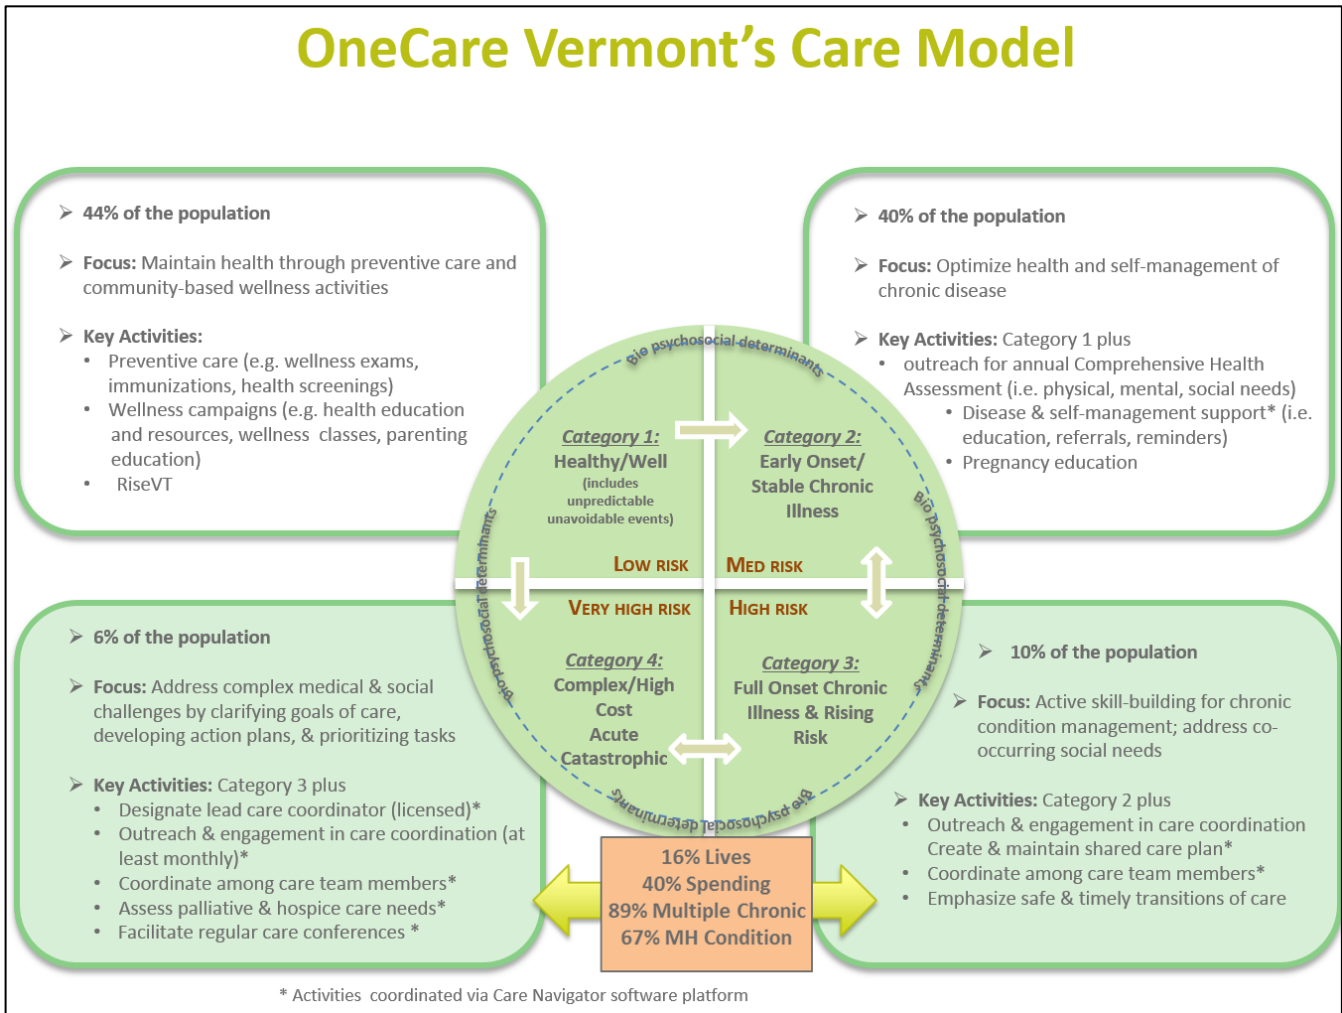 OneCare Vermont's Care Model
➢ 44% of the population
➢ Focus: Maintain health through preventive care and
community-based wellness activities
➢ Key Activities:
• Preventive care (e.g. wellness exams,
immunizations, health screenings)
• Wellness campaigns (e.g. health education
and resources, wellness classes, parenting
education)
• RiseVT
➢ 40% of the population
➢ Focus: Optimize health and self-management of
chronic disease
➢ Key Activities: Category 1 plus
• outreach for annual Comprehensive Health
Assessment (i.e. physical, mental, social needs)
• Disease & self-management support* (i.e.
education, referrals, reminders)
• Pregnancy education
Bio psychosocial determinants
Category 1:
Healthy/Well
(includes
unpredictable
unavoidable events)
LOW RISK
Category 2:
Early Onset/
Stable Chronic
Illness
MED RISK
Bio psychosocial determinants
Bio psychosocial determinants
VERY HIGH RISK
Category 4:
Complex/High
Cost
Acute
Catastrophic
HIGH RISK
Category 3:
Full Onset Chronic
Illness & Rising
Risk
Bio psychosocial determinants
➢ 6% of the population
➢ Focus: Address complex medical & social
challenges by clarifying goals of care,
developing action plans, & prioritizing tasks
➢ Key Activities: Category 3 plus
• Designate lead care coordinator (licensed)*
• Outreach & engagement in care coordination (at
least monthly)*
• Coordinate among care team members*
• Assess palliative & hospice care needs*
• Facilitate regular care conferences *
➢ 10% of the population
➢ Focus: Active skill-building for chronic
condition management; address co-
occurring social needs
➢ Key Activities: Category 2 plus
• Outreach & engagement in care coordination
Create & maintain shared care plan*
• Coordinate among care team members*
• Emphasize safe & timely transitions of care
16% Lives
40% Spending
89% Multiple Chronic
67% MH Condition
* Activities coordinated via Care Navigator software platform